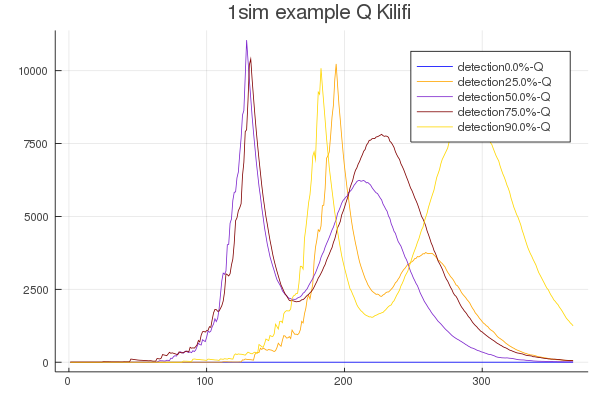 1sim example Q Kilifi
10000
7500
5000
2500
0
0
100
200
300
detection0.0%-Q
detection25.0%-Q
detection50.0%-Q
detection75.0%-Q
detection90.0%-Q